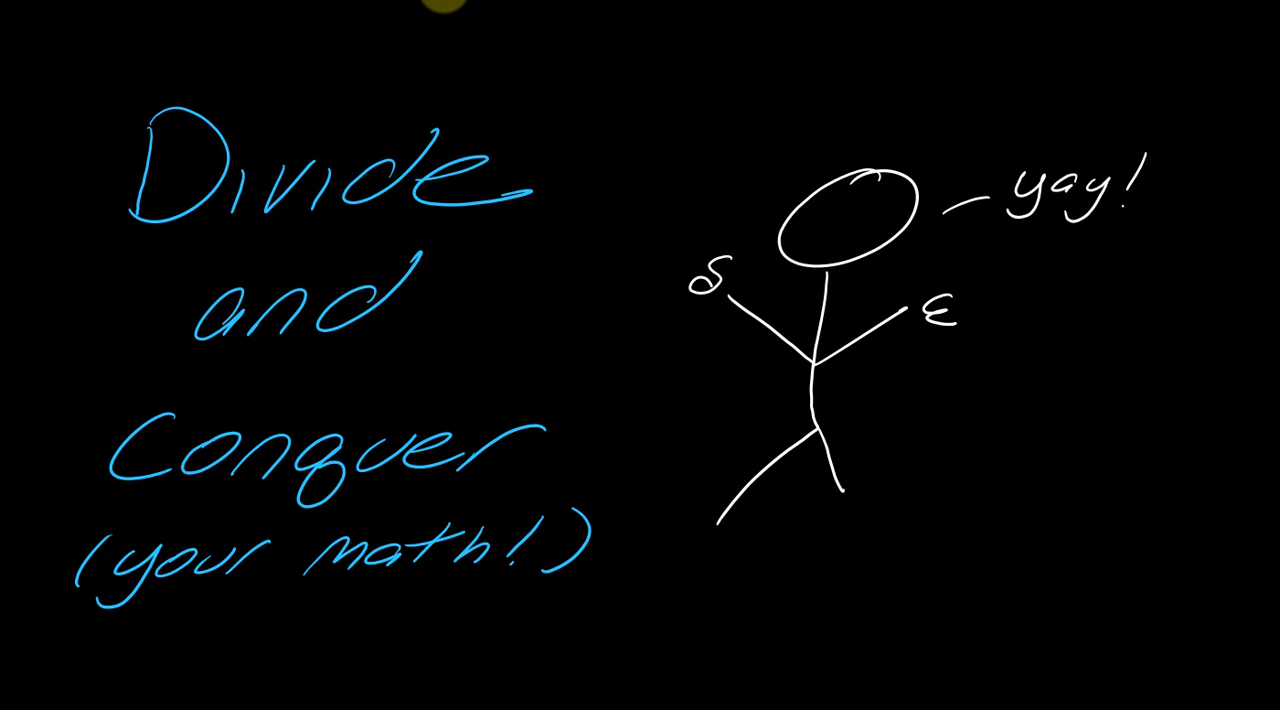 Divide
and
Conquer
(your math!)
yay!
δ
ε